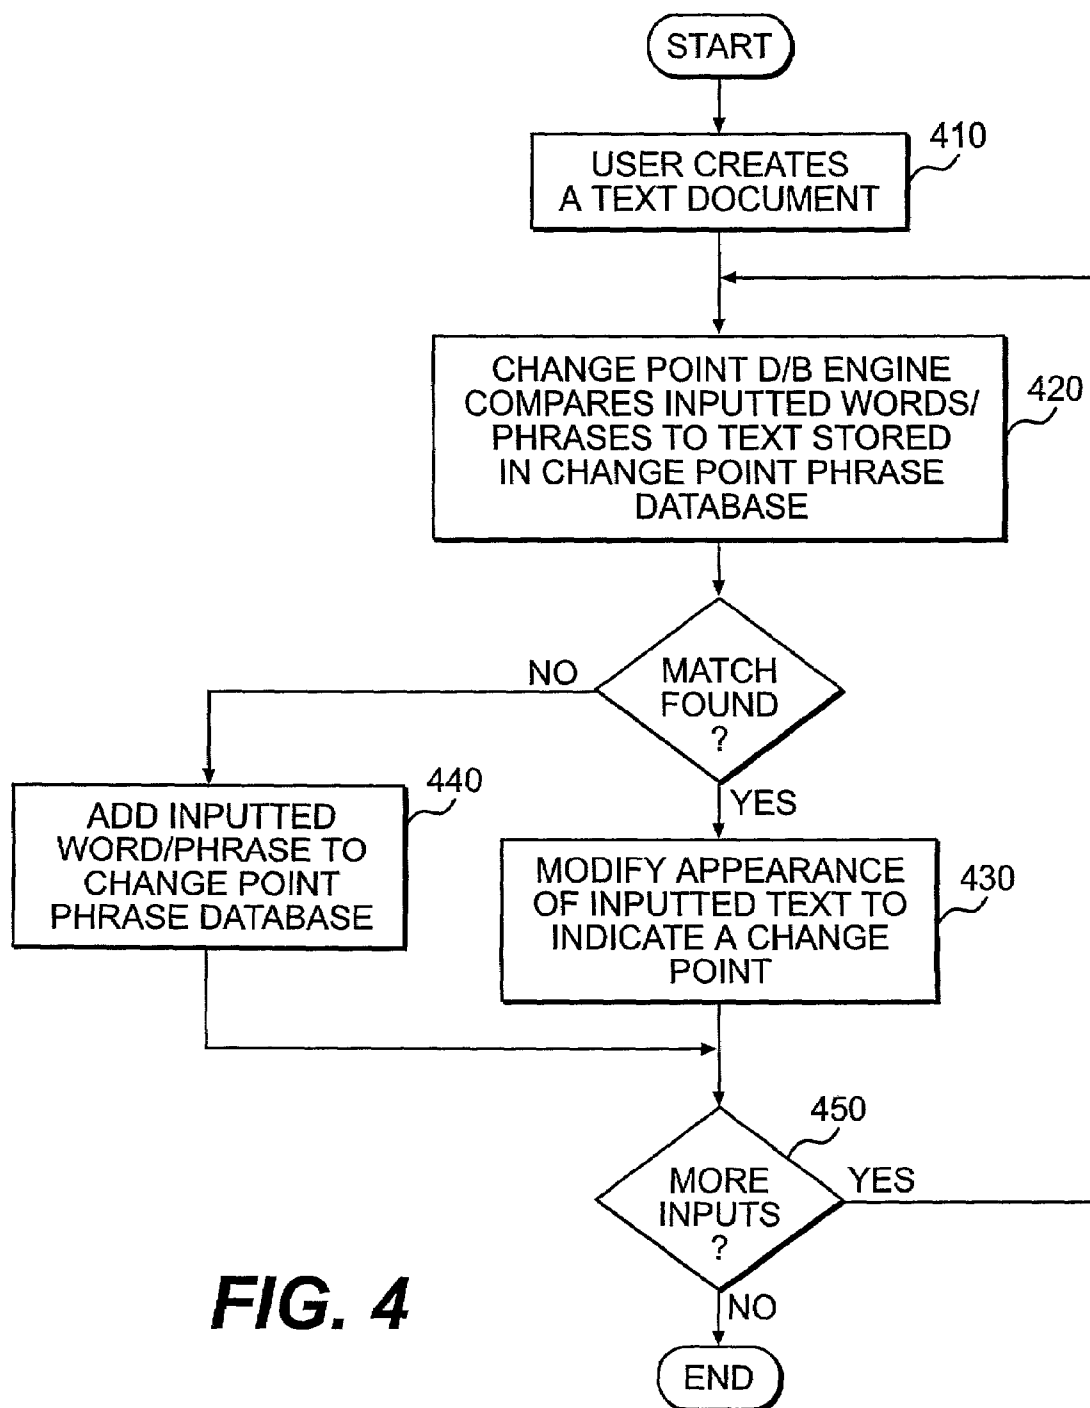 START
410
USER CREATES
A TEXT DOCUMENT
CHANGE POINT D/B ENGINE
COMPARES INPUTTED WORDS/
PHRASES TO TEXT STORED
IN CHANGE POINT PHRASE
DATABASE
420
MATCH
FOUND
?
NO
YES
440
ADD INPUTTED
WORD/PHRASE TO
CHANGE POINT
PHRASE DATABASE
MODIFY APPEARANCE
OF INPUTTED TEXT TO
INDICATE A CHANGE
POINT
430
450
MORE
INPUTS
?
YES
NO
END
FIG. 4